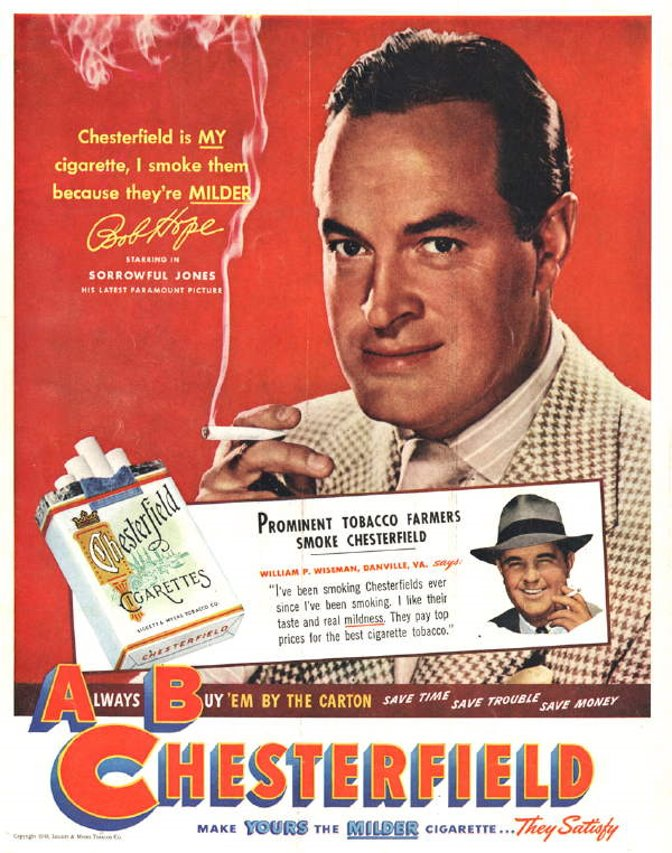 Chesterfield is MY
cigarette, I smoke them
because they're MILDER
Bob Hope
STARRING IN
SORROWFUL JONES
HIS LATEST PARAMOUNT PICTURE
Chesterfield
CIGARETTES
LIGGETT & MYERS TOBACCO CO.
CHESTERFIELD
PROMINENT TOBACCO FARMERS
SMOKE CHESTERFIELD
WILLIAM P. WISEMAN, DANVILLE, VA. says:
"I've been smoking Chesterfields ever
since I've been smoking. I like their
taste and real mildness. They pay top
prices for the best cigarette tobacco."
ALWAYS BUY 'EM BY THE CARTON SAVE TIME SAVE TROUBLE SAVE MONEY
CHESTERFIELD
MAKE YOURS THE MILDER CIGARETTE...They Satisfy
Copyright LIGGETT & MYERS TOBACCO CO.